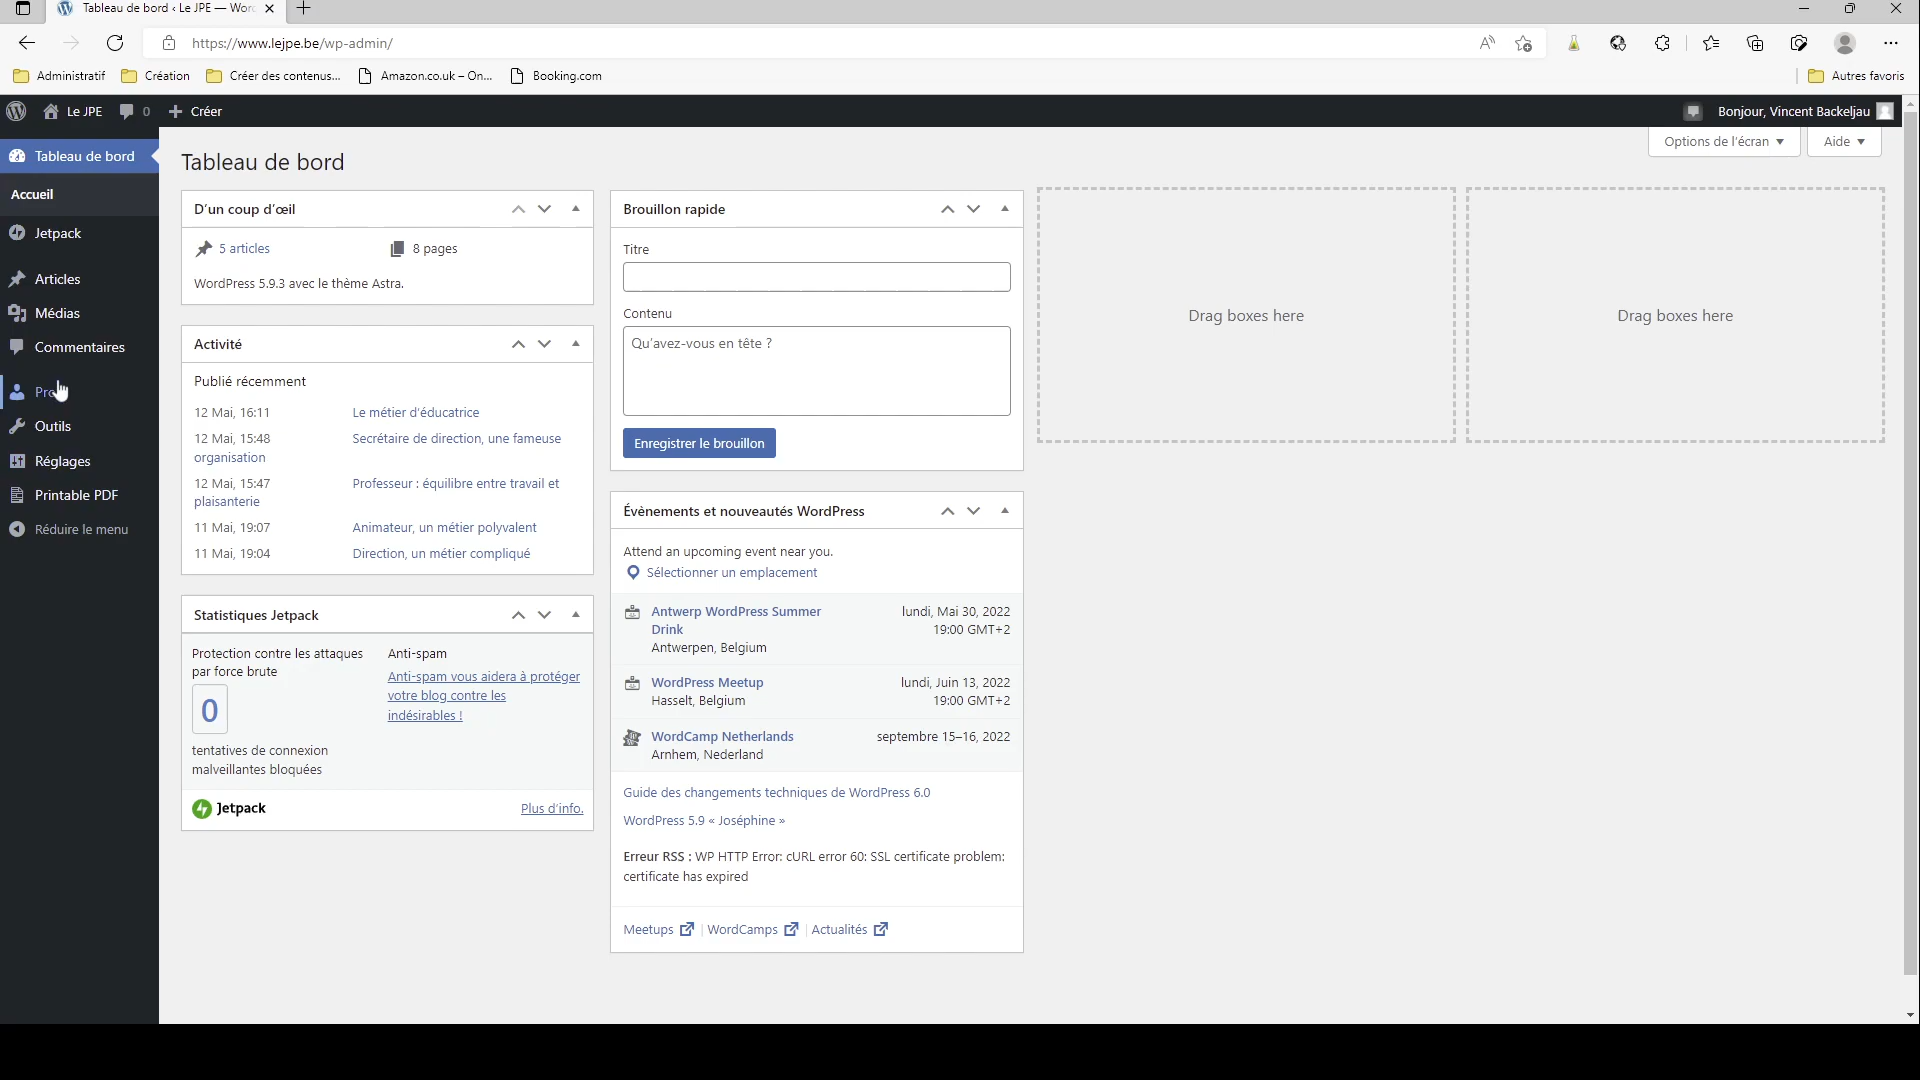 Tableau de bord ‹ Le JPE — Wor
https://www.lejpe.be/wp-admin/
Administratif
Création
Créer des contenus...
Amazon.co.uk – On...
Booking.com
Autres favoris
Le JPE
0
Créer
Bonjour, Vincent Backeljau
Tableau de bord
Accueil
Jetpack
Articles
Médias
Commentaires
Outils
Réglages
Printable PDF
Réduire le menu
Options de l'écran
Aide
Tableau de bord
D'un coup d'œil
5 articles
8 pages
WordPress 5.9.3 avec le thème Astra.
Activité
Publié récemment
12 Mai, 16:11 Le métier d'éducatrice
12 Mai, 15:48 Secrétaire de direction, une fameuse
organisation
12 Mai, 15:47 Professeur : équilibre entre travail et
plaisanterie
11 Mai, 19:07 Animateur, un métier polyvalent
11 Mai, 19:04 Direction, un métier compliqué
Statistiques Jetpack
Protection contre les attaques
par force brute
0
tentatives de connexion
malveillantes bloquées
Anti-spam
Anti-spam vous aidera à protéger
votre blog contre les
indésirables !
Jetpack
Plus d'info.
Brouillon rapide
Titre
Contenu
Qu'avez-vous en tête ?
Enregistrer le brouillon
Évènements et nouveautés WordPress
Attend an upcoming event near you.
Sélectionner un emplacement
Antwerp WordPress Summer
Drink
Antwerpen, Belgium
lundi, Mai 30, 2022
19:00 GMT+2
WordPress Meetup
Hasselt, Belgium
lundi, Juin 13, 2022
19:00 GMT+2
WordCamp Netherlands
Arnhem, Nederland
septembre 15–16, 2022
Guide des changements techniques de WordPress 6.0
WordPress 5.9 « Joséphine »
Erreur RSS : WP HTTP Error: cURL error 60: SSL certificate problem:
certificate has expired
Meetups | WordCamps | Actualités
Drag boxes here
Drag boxes here